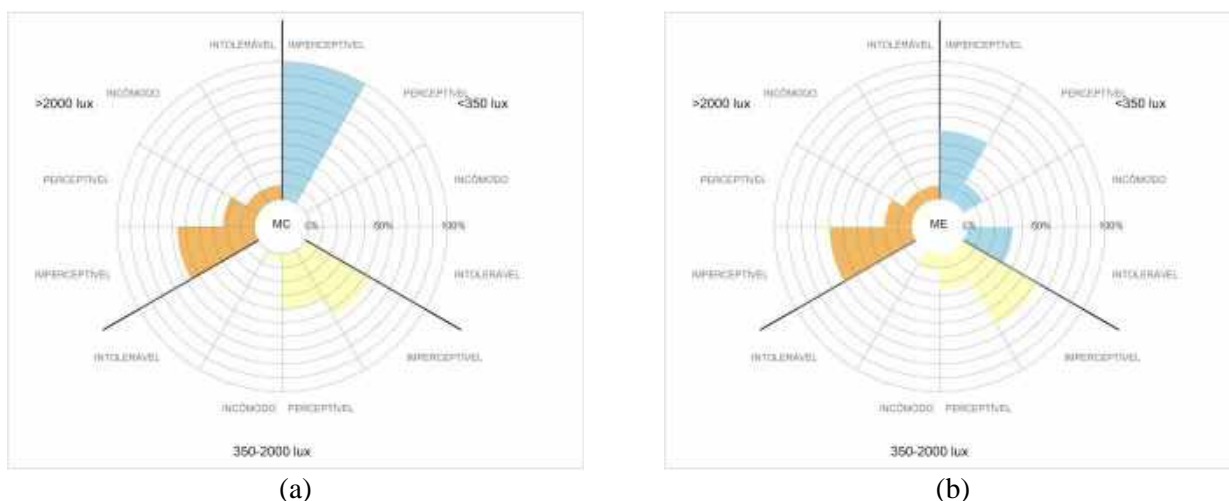 INTOLERÁVEL IMPERCEPTÍVEL
>2000 lux INCÔMODO PERCEPTÍVEL <350 lux
PERCEPTÍVEL INCÔMODO
MC 0% 50% 100%
IMPERCEPTÍVEL INTOLERÁVEL
INTOLERÁVEL IMPERCEPTÍVEL
INCÔMODO PERCEPTÍVEL
350-2000 lux
(a)
INTOLERÁVEL IMPERCEPTÍVEL
>2000 lux INCÔMODO PERCEPTÍVEL <350 lux
PERCEPTÍVEL INCÔMODO
ME 0% 50% 100%
IMPERCEPTÍVEL INTOLERÁVEL
INTOLERÁVEL IMPERCEPTÍVEL
INCÔMODO PERCEPTÍVEL
350-2000 lux
(b)